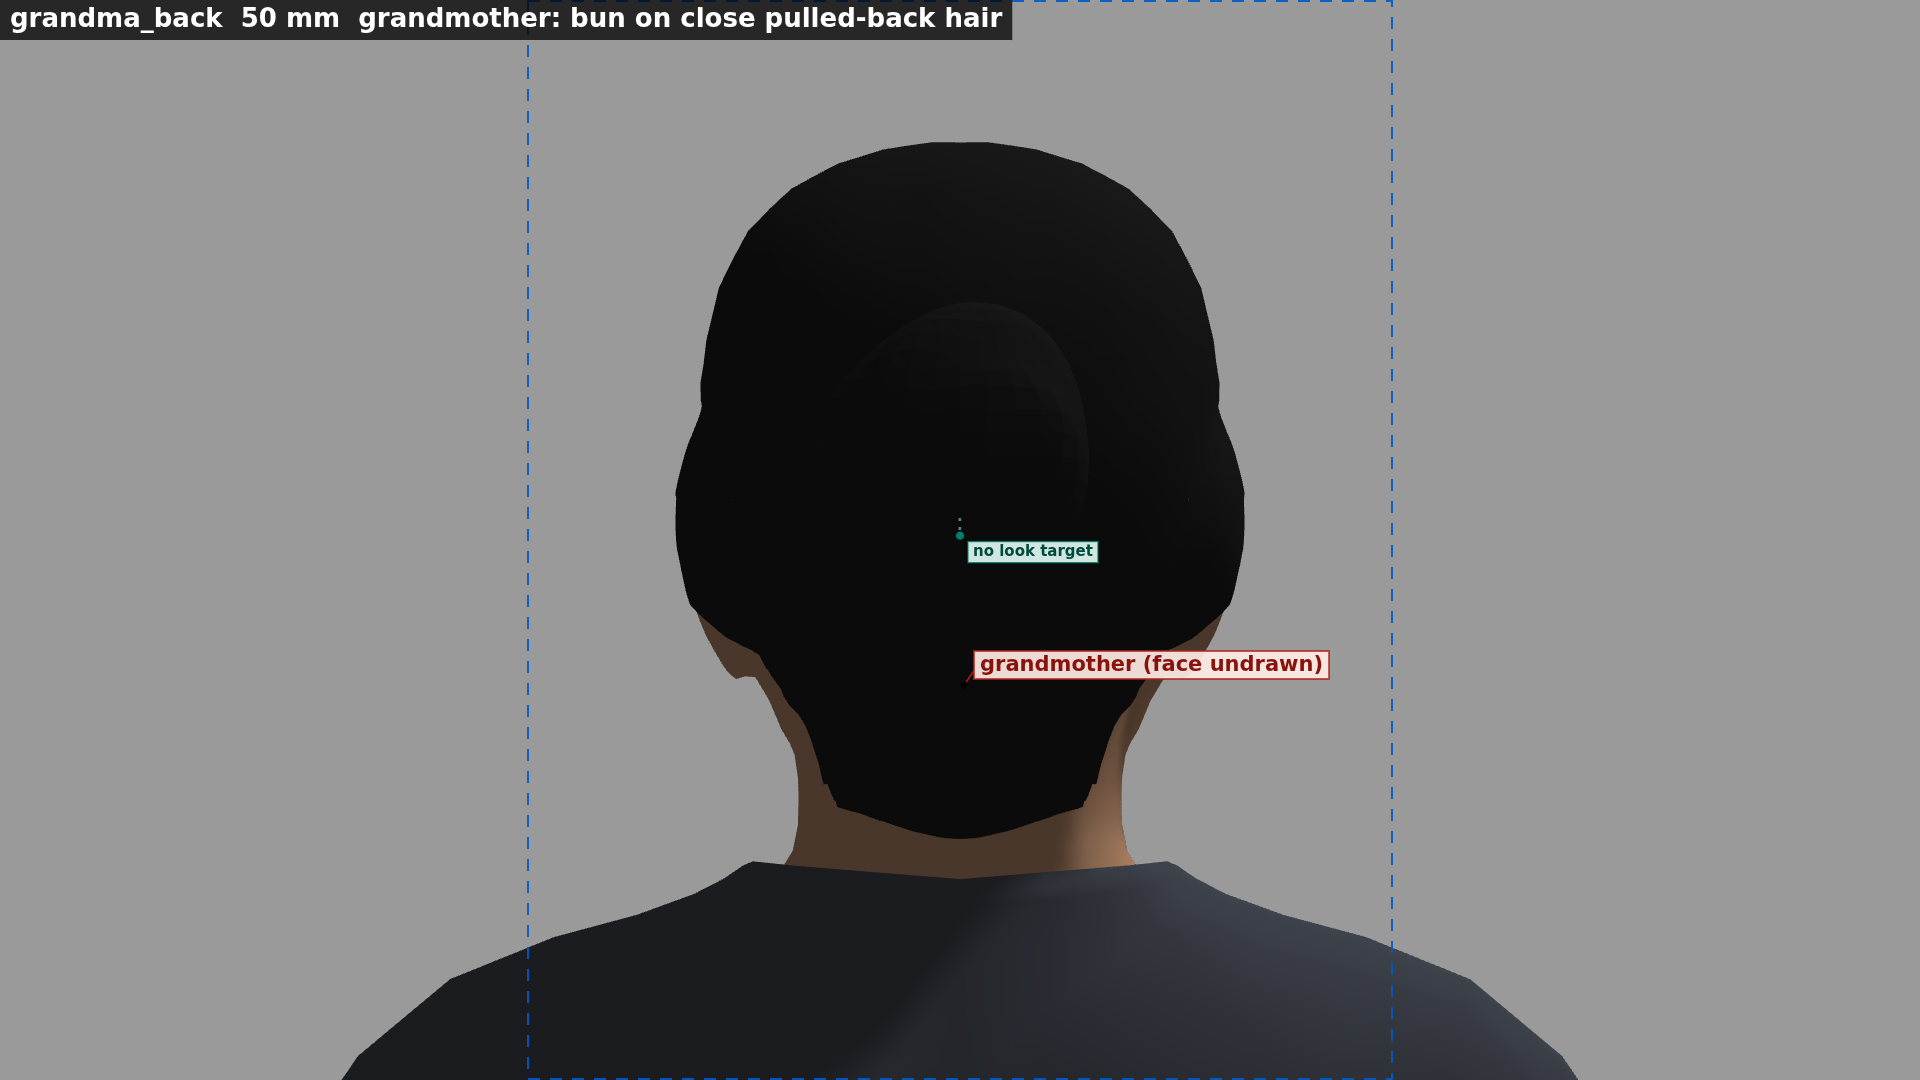 grandma_back  50 mm  grandmother: bun on close pulled-back hair
no look target
grandmother (face undrawn)